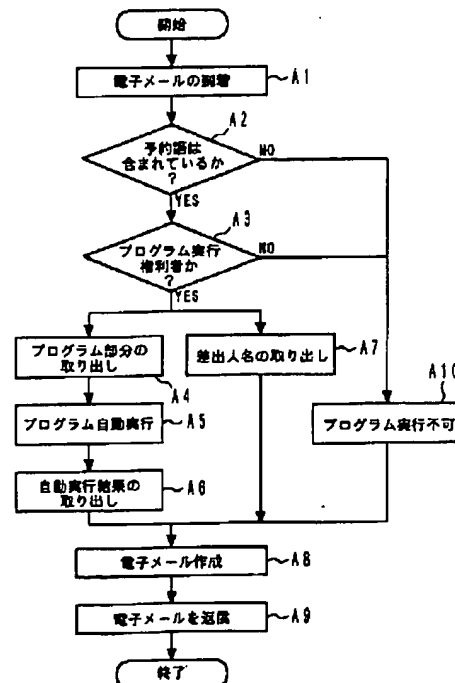 開始
電子メールの到着
A1
A2
予約語は
含まれているか
?
NO
YES
A3
プログラム実行
権利者か
?
NO
YES
プログラム部分の
取り出し
A4
差出人名の取り出し
A7
A10
プログラム自動実行
A5
プログラム実行不可
自動実行結果の
取り出し
A6
電子メール作成
A8
電子メールを返信
A9
終了